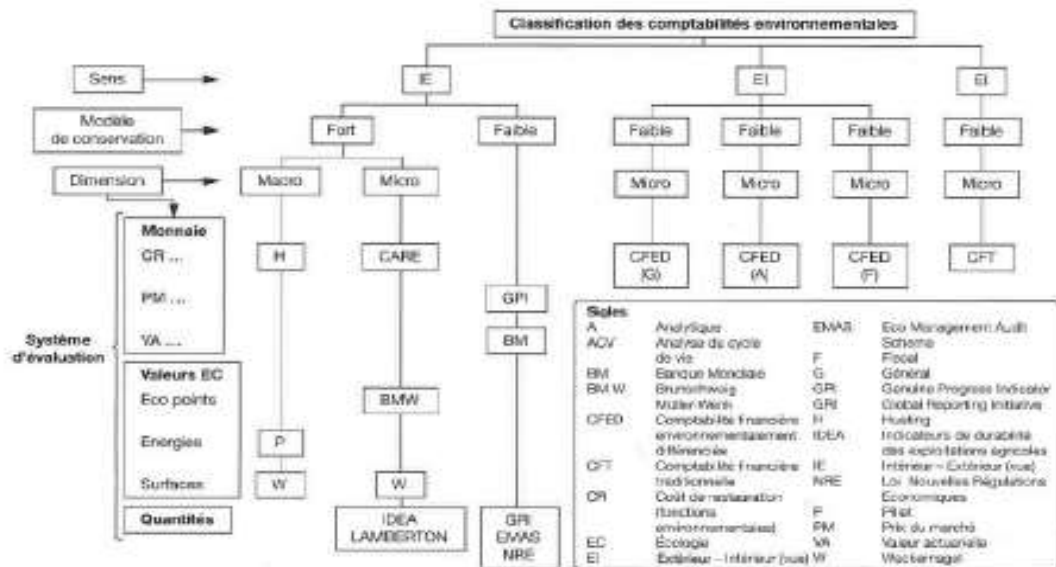 Classification des comptabilités environnementales
Sens
IE
EI
EI
Modèle
de conservation
Fort
Faible
Faible
Faible
Faible
Faible
Dimension
Macro
Micro
Micro
Micro
Micro
Micro
Système
d'évaluation
Monnaie
CR ...
PM ...
VA ...
H
CARE
CFED
(G)
CFED
(A)
CFED
(F)
CFT
GPI
BM
Valeurs EC
Eco points
Energies
Surfaces
BMW
P
W
W
Quantités
IDEA
LAMBERTON
GRI
EMAS
NRE
Sigles
A Analytique
ACV Analyse du cycle
de vie
BM Banque Mondiale
BM W Brunschweig
Müller-Wenk
CFED Comptabilité financière
environnementalement
différenciée
CFT Comptabilité financière
traditionnelle
CR Coût de restauration
(fonctions
environnementales)
EC Écologie
EI Extérieur – Intérieur (vue)
EMAS Eco Management Audit
Scheme
F Fiscal
G Général
GPI Genuine Progress Indicator
GRI Global Reporting Initiative
H Hueting
IDEA Indicateurs de durabilité
des exploitations agricoles
IE Intérieur – Extérieur (vue)
NRE Loi Nouvelles Régulations
Economiques
P Pillet
PM Prix du marché
VA Valeur actuarielle
W Wackernagel